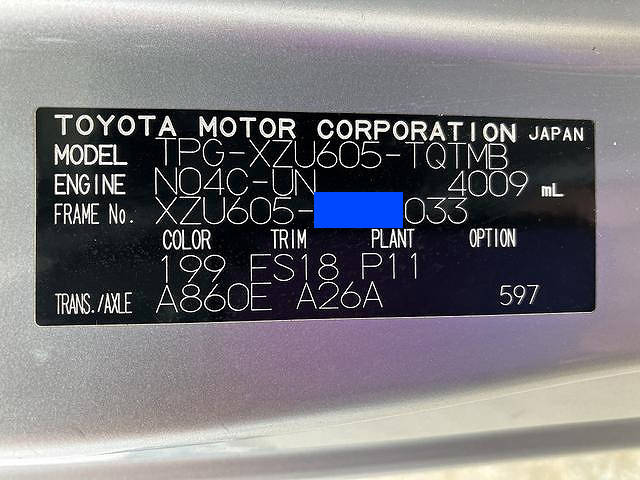 TOYOTA MOTOR CORPORATION JAPAN
MODEL TPG-XZU605-TQTMB
ENGINE N04C-UN 4009 mL
FRAME No. XZU605- 033
COLOR TRIM PLANT OPTION
199 FS18 P11
TRANS./AXLE A860E A26A 597